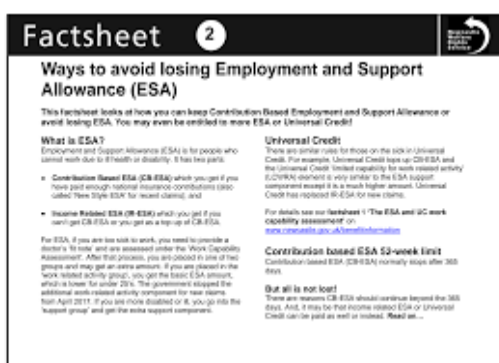 Factsheet 2
Newcastle
Welfare
Rights
Service
Ways to avoid losing Employment and Support
Allowance (ESA)
This factsheet looks at how you can keep Contribution Based Employment and Support Allowance or
avoid losing ESA. You may even be entitled to more ESA or Universal Credit!
What is ESA?
Employment and Support Allowance (ESA) is for people who
cannot work due to ill health or disability. It has two parts:
• Contribution Based ESA (CB-ESA) which you get if you
have paid enough national insurance contributions (also
called 'New Style ESA' for recent claims); and
• Income Related ESA (IR-ESA) which you get if you
can't get CB-ESA or you get as a top up of CB-ESA.
For ESA, if you are too sick to work, you need to provide a
doctor's 'fit note' and are assessed under the 'Work Capability
Assessment'. After that process, you are placed in one of two
groups and may get an extra amount. If you are placed in the
'work related activity group', you get the basic ESA amount,
which is lower for under 25's. The government stopped the
additional work-related activity component for new claims
from April 2017. If you are more disabled or ill, you go into the
'support group' and get the extra support component.
Universal Credit
There are similar rules for those on the sick in Universal
Credit. For example, Universal Credit tops up CB-ESA and
the Universal Credit 'limited capability for work related activity'
(LCWRA) element is very similar to the ESA support
component except it is a much higher amount. Universal
Credit has replaced IR-ESA for new claims.
For details see our factsheet 1 'The ESA and UC work
capability assessment' on
www.newcastle.gov.uk/benefitinformation
Contribution based ESA 52-week limit
Contribution based ESA (CB-ESA) normally stops after 365
days.
But all is not lost!
There are reasons CB-ESA should continue beyond the 365
days. And, it may be that income related ESA or Universal
Credit can be paid as well or instead. Read on…